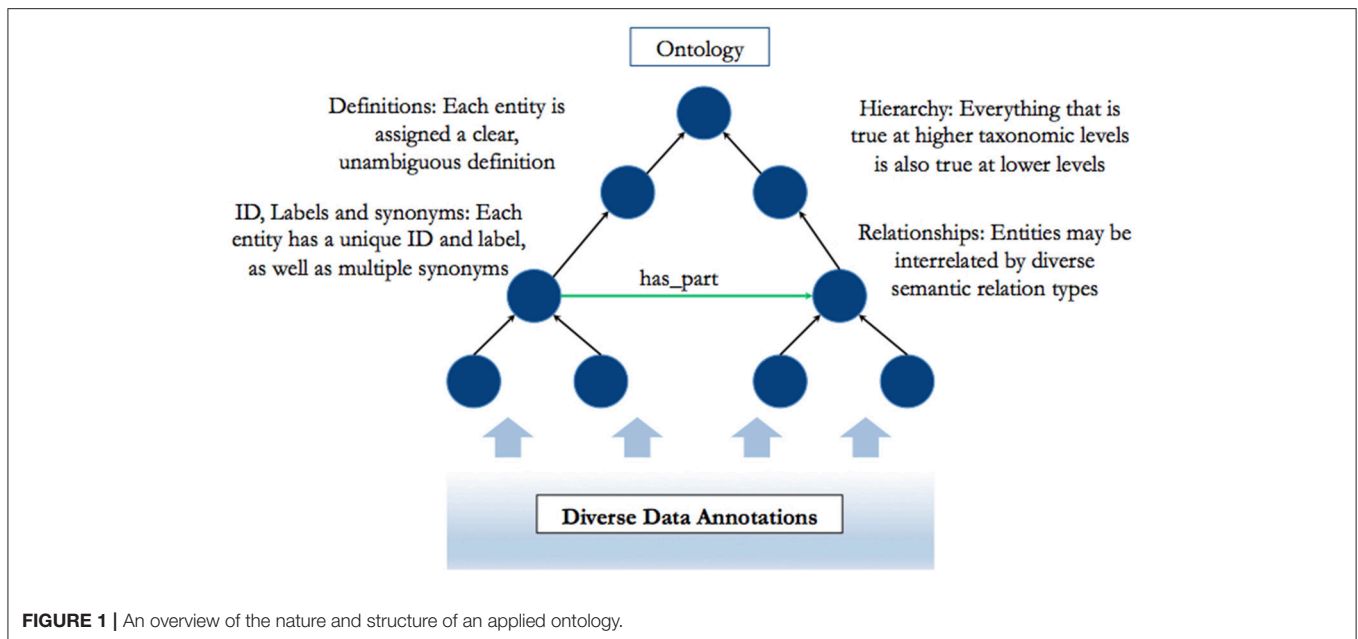 Ontology
Definitions: Each entity is
assigned a clear,
unambiguous definition
Hierarchy: Everything that is
true at higher taxonomic levels
is also true at lower levels
ID, Labels and synonyms: Each
entity has a unique ID and label,
as well as multiple synonyms
Relationships: Entities may be
interrelated by diverse
semantic relation types
has_part
Diverse Data Annotations
FIGURE 1 | An overview of the nature and structure of an applied ontology.